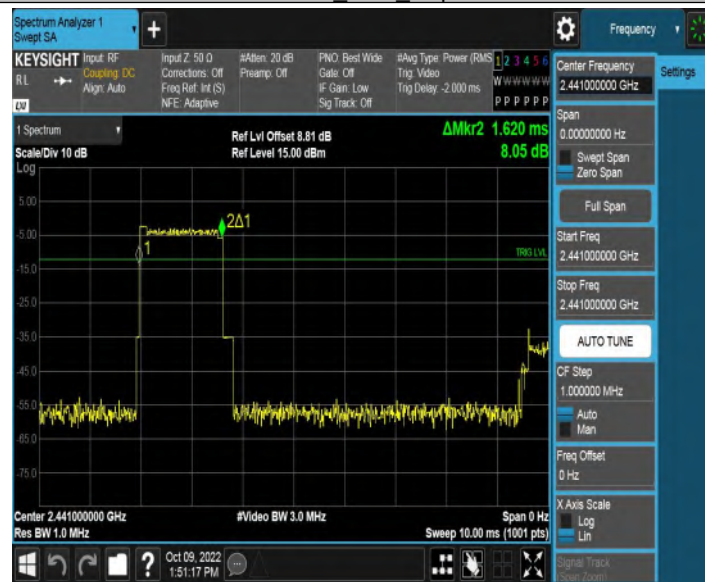 Spectrum Analyzer 1
Swept SA
+
Frequency
KEYSIGHT
RL
LXI
Input: RF
Coupling: DC
Align: Auto
Input Z: 50 Ω
Corrections: Off
Freq Ref: Int (S)
NFE: Adaptive
#Atten: 20 dB
Preamp: Off
PNO: Best Wide
Gate: Off
IF Gain: Low
Sig Track: Off
#Avg Type: Power (RMS
Trig: Video
Trig Delay: -2.000 ms
1 2 3 4 5 6
W W W W W W
P P P P P P
1 Spectrum
Scale/Div 10 dB
Log
Ref Lvl Offset 8.81 dB
Ref Level 15.00 dBm
ΔMkr2 1.620 ms
8.05 dB
5.00
-5.00
-15.0
-25.0
-35.0
-45.0
-55.0
-65.0
-75.0
1
2Δ1
TRIG LVL
Center 2.441000000 GHz
Res BW 1.0 MHz
#Video BW 3.0 MHz
Span 0 Hz
Sweep 10.00 ms (1001 pts)
Center Frequency
2.441000000 GHz
Settings
Span
0.00000000 Hz
Swept Span
Zero Span
Full Span
Start Freq
2.441000000 GHz
Stop Freq
2.441000000 GHz
AUTO TUNE
CF Step
1.000000 MHz
Auto
Man
Freq Offset
0 Hz
X Axis Scale
Log
Lin
Signal Track
(Span Zoom)
?
Oct 09, 2022
1:51:17 PM